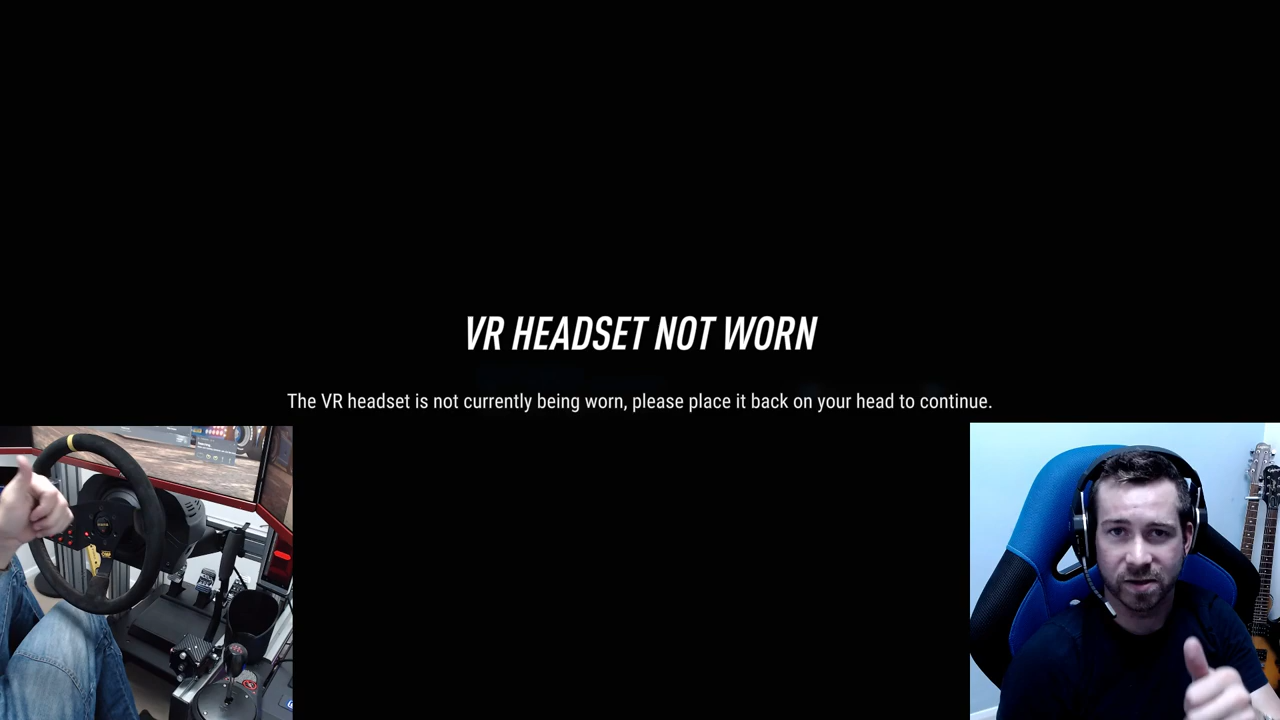 VR HEADSET NOT WORN
The VR headset is not currently being worn, please place it back on your head to continue.